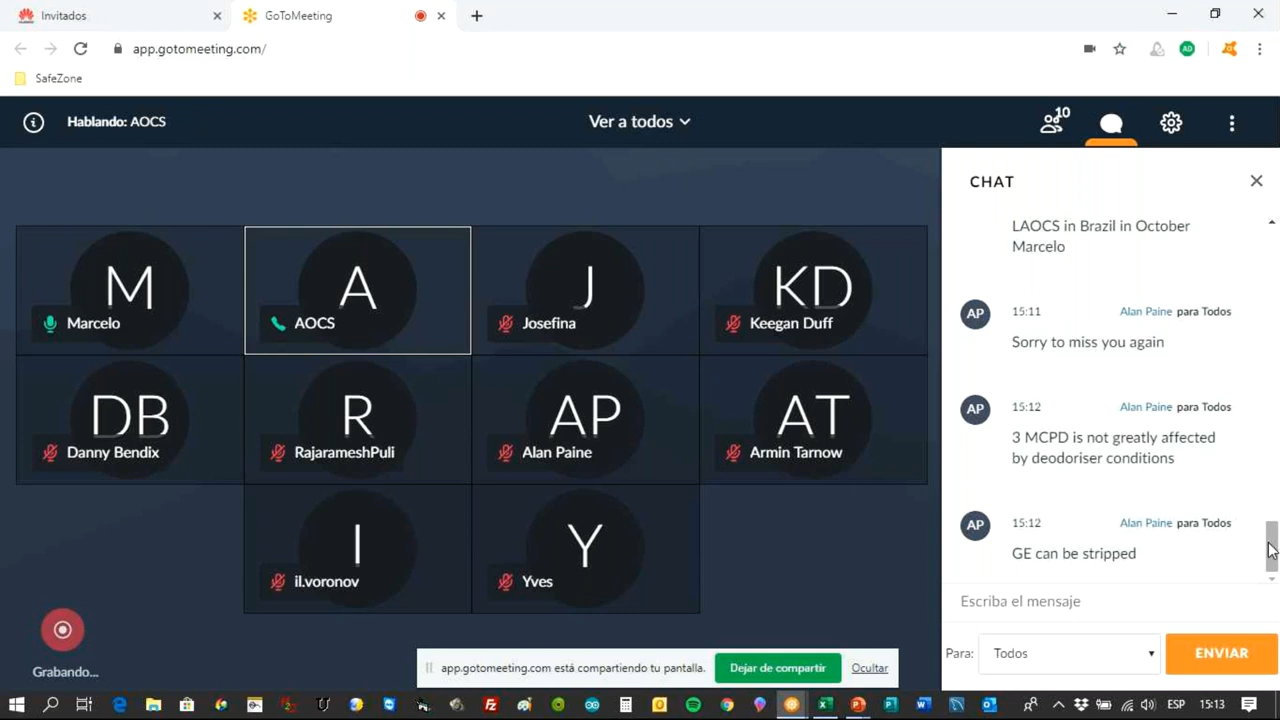 Invitados
GoToMeeting
app.gotomeeting.com/
AD
SafeZone
Hablando: AOCS
Ver a todos
10
CHAT
LAOCS in Brazil in October
Marcelo
M
Marcelo
A
AOCS
J
Josefina
KD
Keegan Duff
AP
15:11 Alan Paine para Todos
Sorry to miss you again
DB
Danny Bendix
R
RajarameshPuli
AP
Alan Paine
AT
Armin Tarnow
AP
15:12 Alan Paine para Todos
3 MCPD is not greatly affected
by deodoriser conditions
I
il.voronov
Y
Yves
AP
15:12 Alan Paine para Todos
GE can be stripped
Escriba el mensaje
Para: Todos ENVIAR
Grabando...
app.gotomeeting.com está compartiendo tu pantalla. Dejar de compartir Ocultar
ESP 15:13